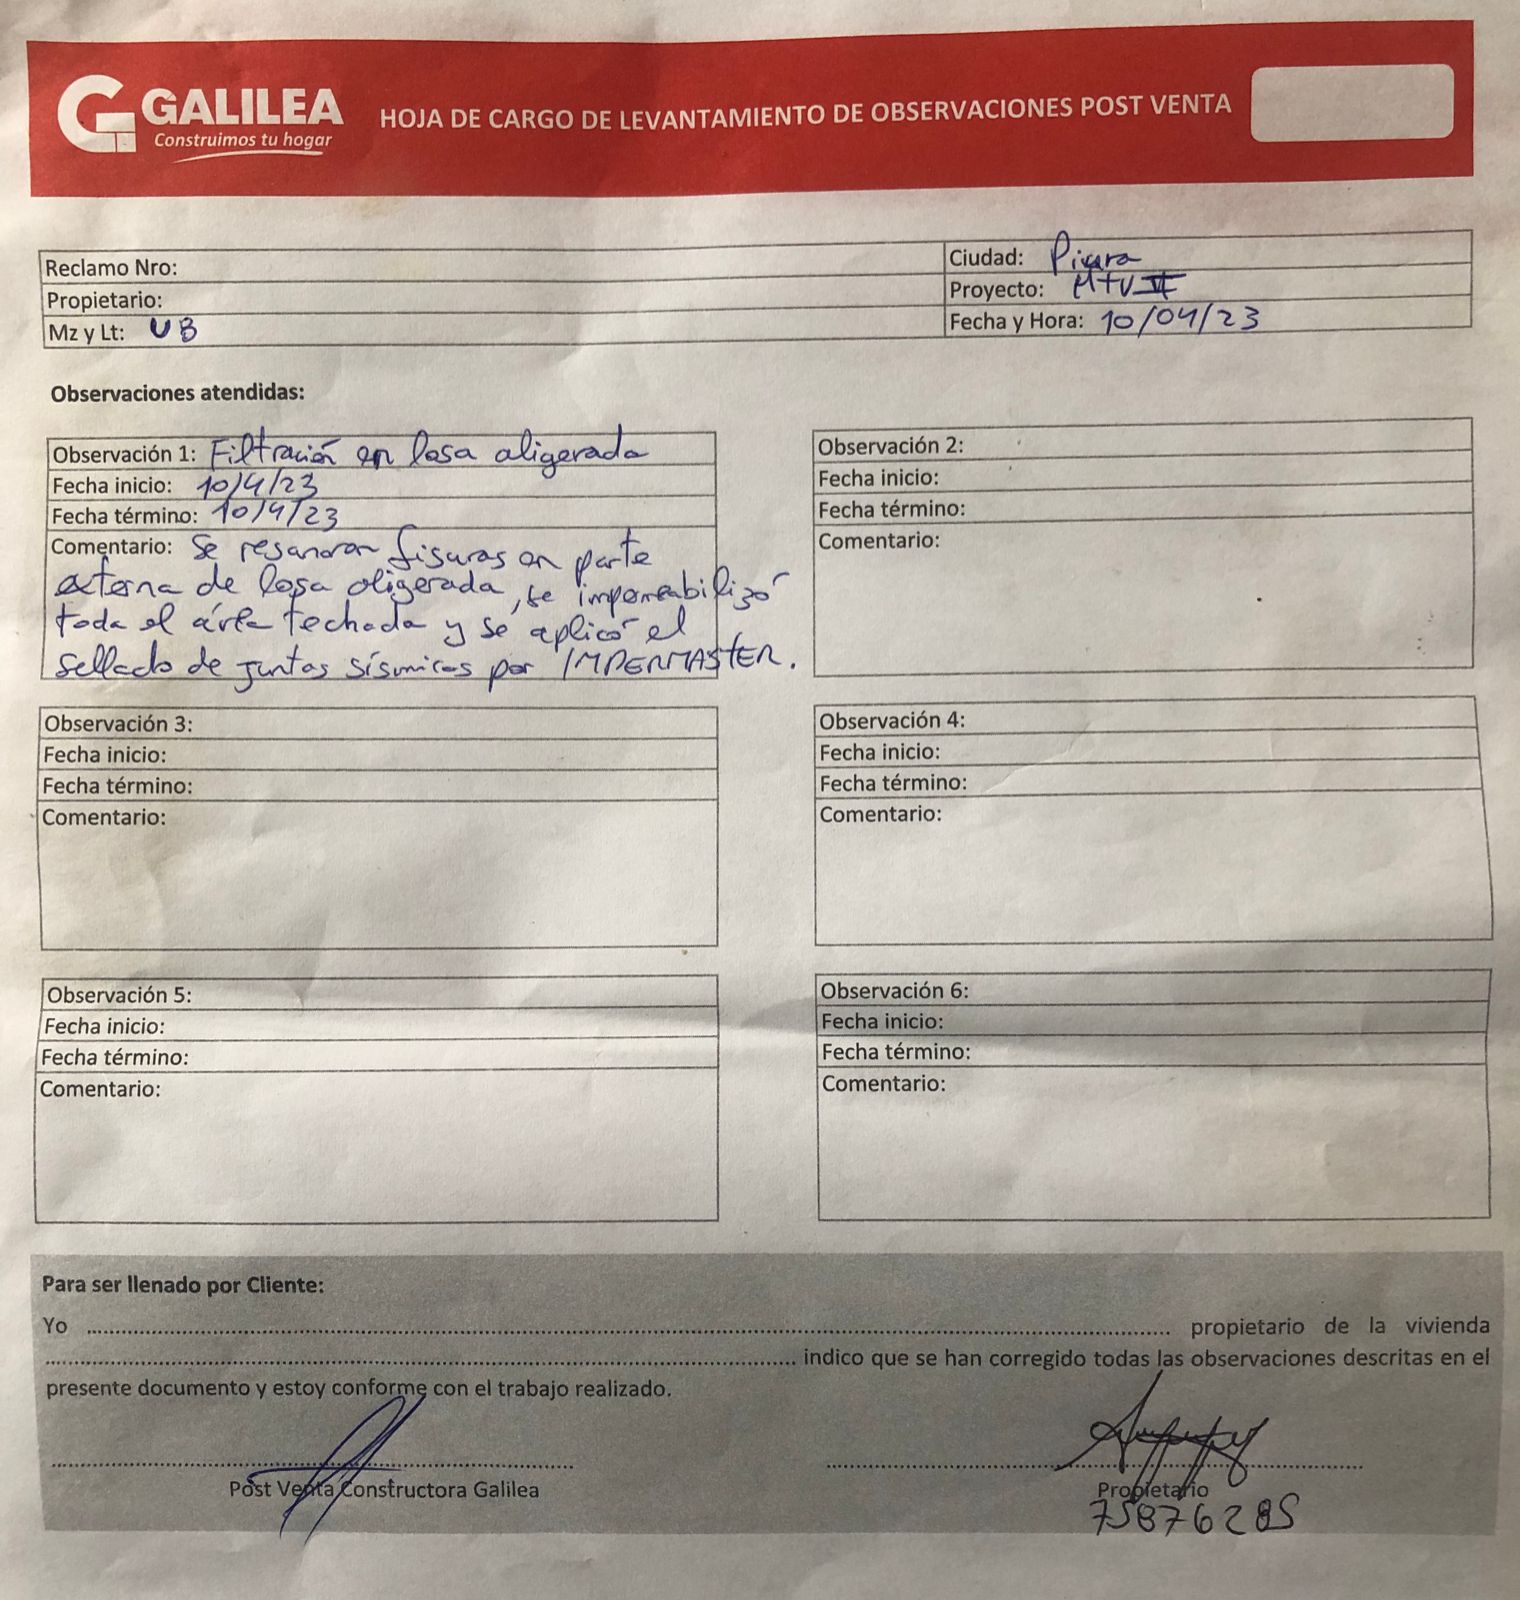 GALILEA
Construimos tu hogar
HOJA DE CARGO DE LEVANTAMIENTO DE OBSERVACIONES POST VENTA
Reclamo Nro:
Ciudad: Piura
Propietario:
Proyecto: MTV II
Mz y Lt: U 8
Fecha y Hora: 10/04/23
Observaciones atendidas:
Observación 1: Filtración en losa aligerada
Fecha inicio: 10/4/23
Fecha término: 10/4/23
Comentario: Se resanaron fisuras en parte
externa de losa aligerada, se impermeabilizó
toda el área techada y se aplicó el
sellado de juntas sísmicas por IMPERMASTER.
Observación 2:
Fecha inicio:
Fecha término:
Comentario:
Observación 3:
Fecha inicio:
Fecha término:
Comentario:
Observación 4:
Fecha inicio:
Fecha término:
Comentario:
Observación 5:
Fecha inicio:
Fecha término:
Comentario:
Observación 6:
Fecha inicio:
Fecha término:
Comentario:
Para ser llenado por Cliente:
Yo ........ propietario de la vivienda
........ indico que se han corregido todas las observaciones descritas en el
presente documento y estoy conforme con el trabajo realizado.
Post Venta Constructora Galilea
Propietario